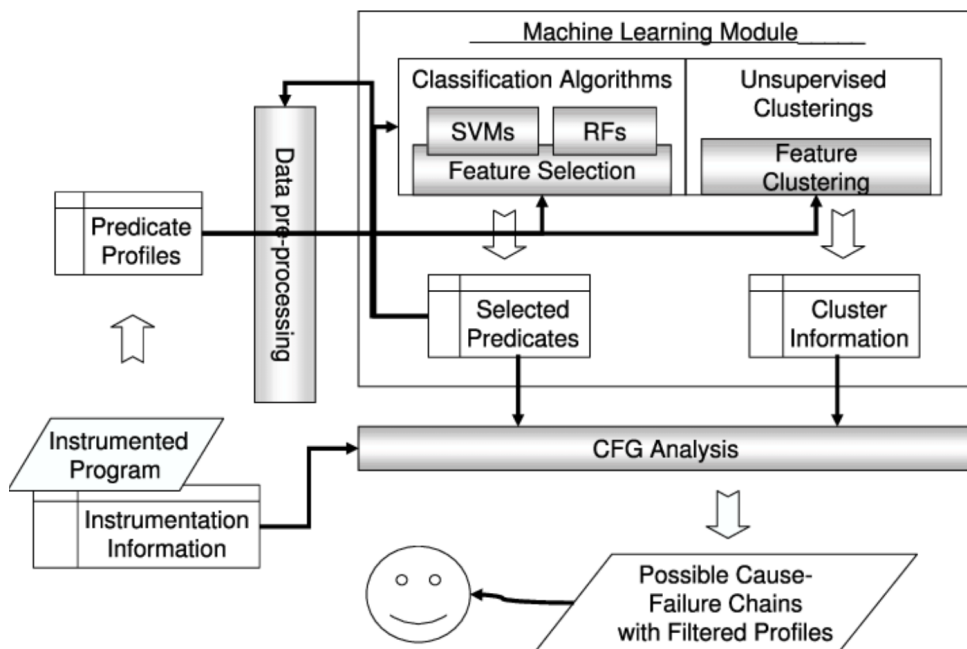 Machine Learning Module
Classification Algorithms
SVMs
RFs
Feature Selection
Unsupervised
Clusterings
Feature
Clustering
Data pre-processing
Predicate
Profiles
Selected
Predicates
Cluster
Information
Instrumented
Program
Instrumentation
Information
CFG Analysis
Possible Cause-
Failure Chains
with Filtered Profiles